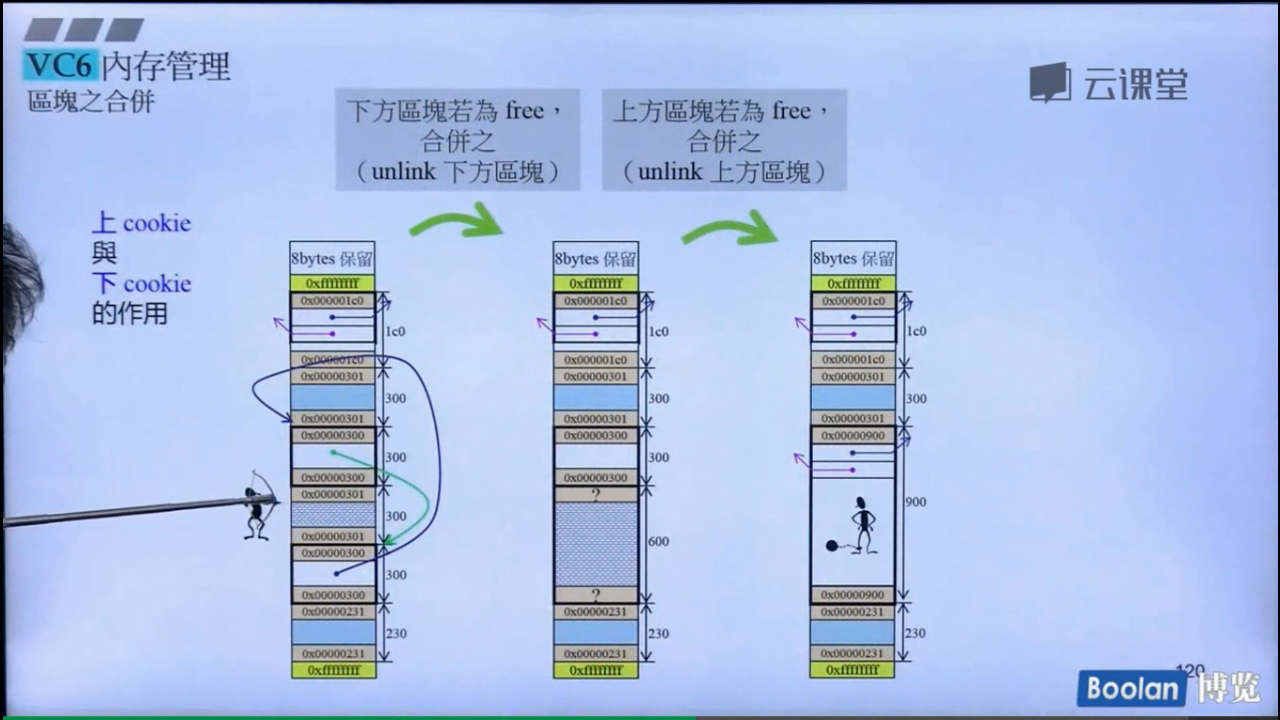 VC6 內存管理
區塊之合併
云课堂
下方區塊若為 free，
合併之
（unlink 下方區塊）
上方區塊若為 free，
合併之
（unlink 上方區塊）
上 cookie
與
下 cookie
的作用
8bytes 保留
0xffffffff
0x000001c0
1c0
0x000001c0
0x00000301
300
0x00000301
0x00000300
300
0x00000300
0x00000301
300
0x00000301
0x00000300
300
0x00000300
0x00000231
230
0x00000231
0xffffffff
8bytes 保留
0xffffffff
0x000001c0
1c0
0x000001c0
0x00000301
300
0x00000301
0x00000300
300
0x00000300
?
600
?
0x00000231
230
0x00000231
0xffffffff
8bytes 保留
0xffffffff
0x000001c0
1c0
0x000001c0
0x00000301
300
0x00000301
0x00000900
900
0x00000900
0x00000231
230
0x00000231
0xffffffff
120
Boolan 博览